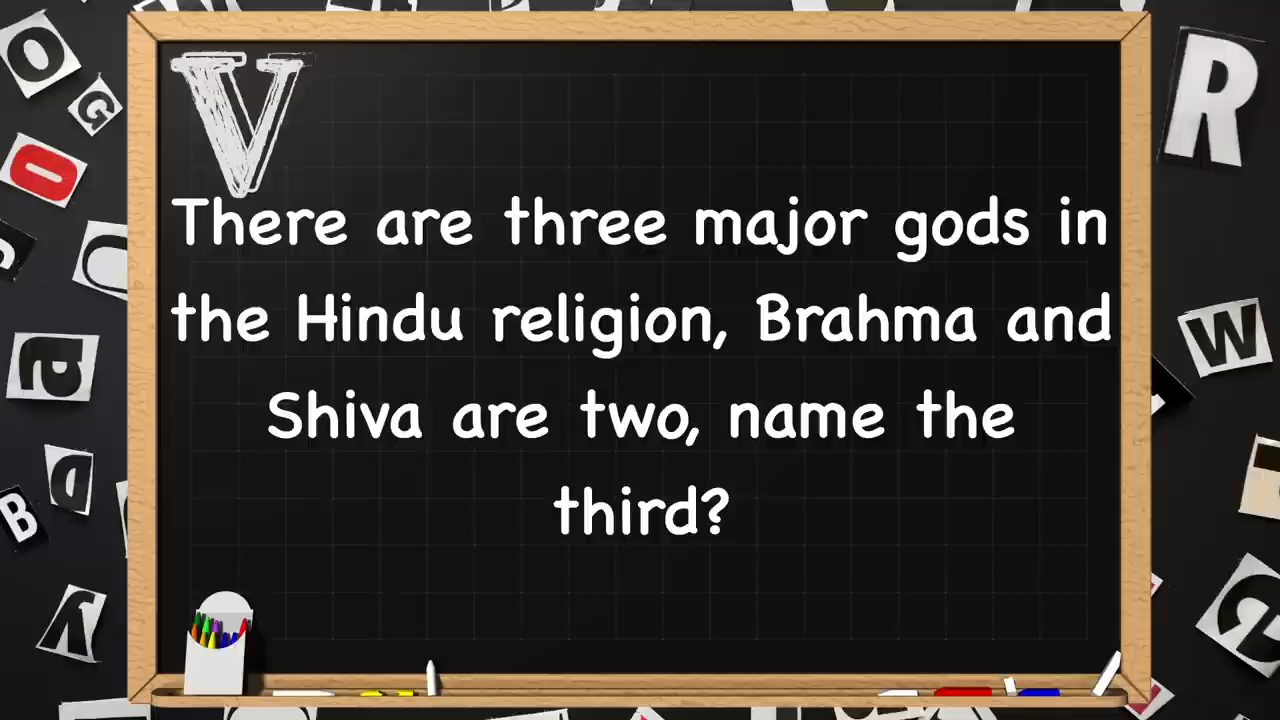 V
There are three major gods in
the Hindu religion, Brahma and
Shiva are two, name the
third?
O
G
O
a
D
B
y
R
W